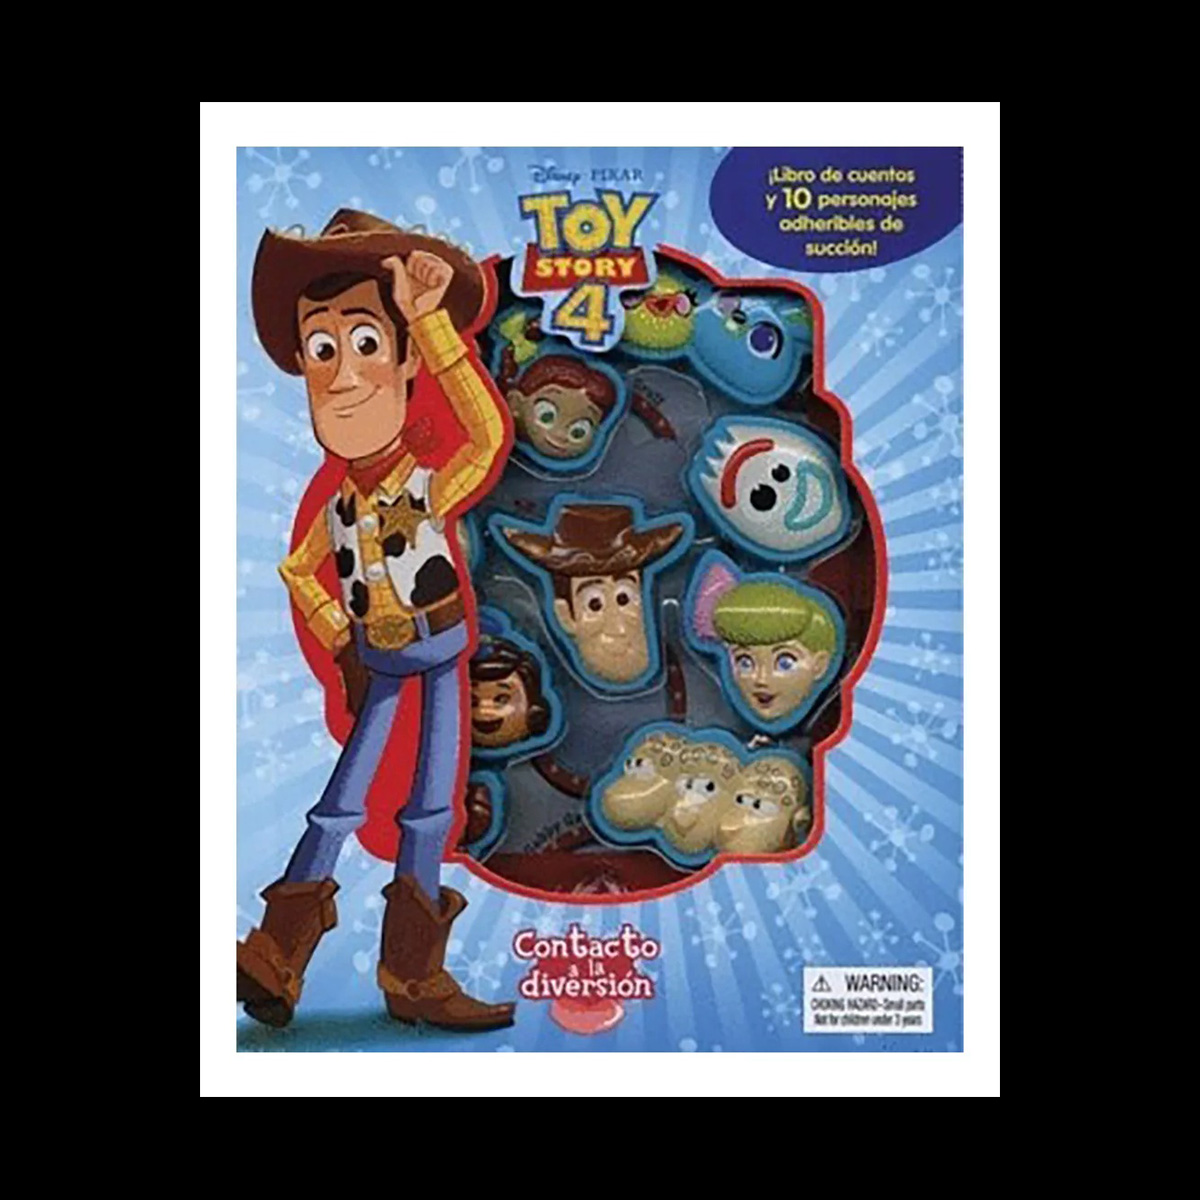 Disney · PIXAR
TOY
STORY
4
¡Libro de cuentos
y 10 personajes
adheribles de
succión!
Contacto
a la
diversión
WARNING:
CHOKING HAZARD-Small parts
Not for children under 3 years